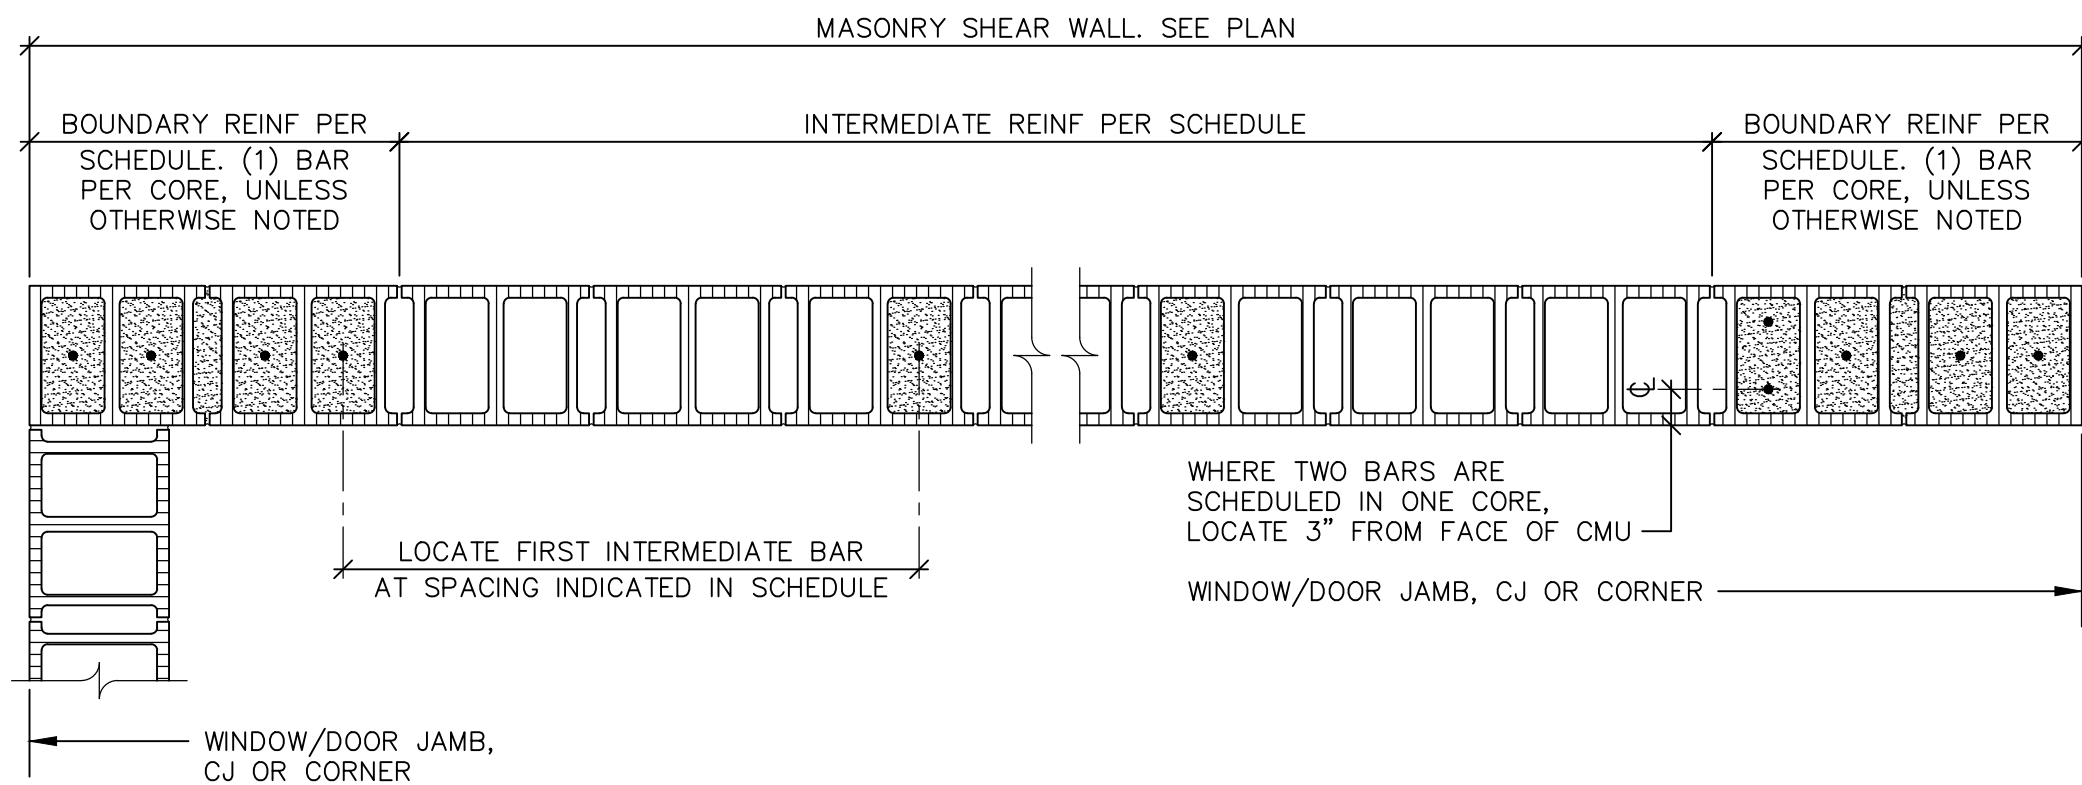 MASONRY SHEAR WALL. SEE PLAN
BOUNDARY REINF PER
SCHEDULE. (1) BAR
PER CORE, UNLESS
OTHERWISE NOTED
INTERMEDIATE REINF PER SCHEDULE
BOUNDARY REINF PER
SCHEDULE. (1) BAR
PER CORE, UNLESS
OTHERWISE NOTED
℄
WHERE TWO BARS ARE
SCHEDULED IN ONE CORE,
LOCATE 3" FROM FACE OF CMU
LOCATE FIRST INTERMEDIATE BAR
AT SPACING INDICATED IN SCHEDULE
WINDOW/DOOR JAMB, CJ OR CORNER
WINDOW/DOOR JAMB,
CJ OR CORNER